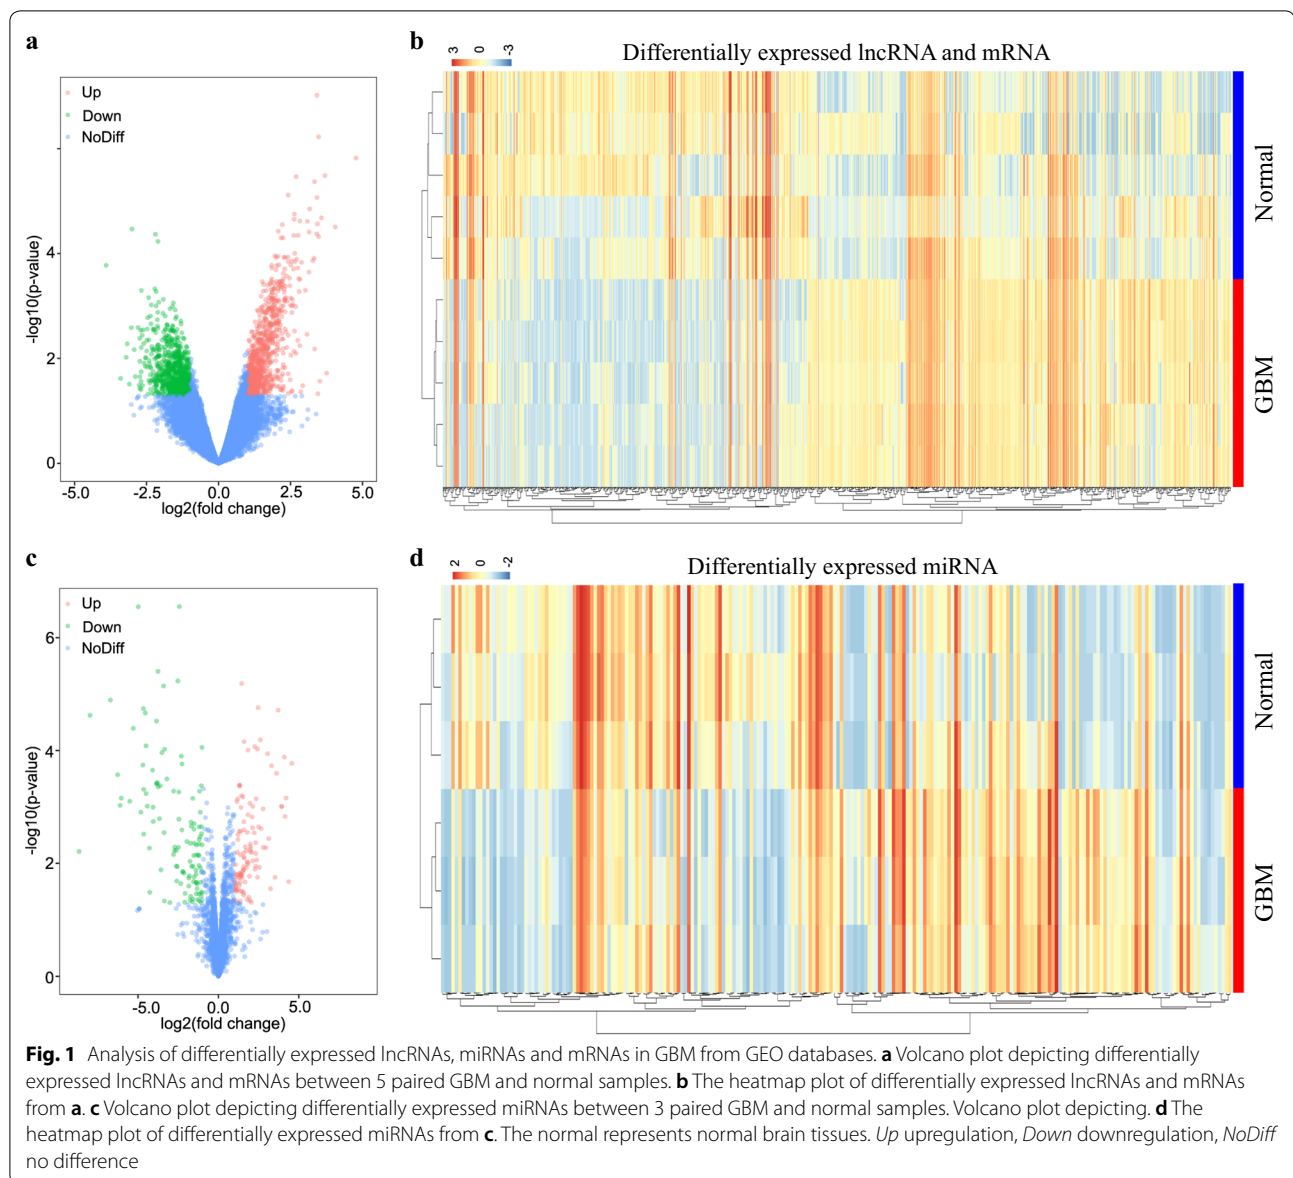 a
Up
Down
NoDiff
4
2
0
-log10(p-value)
-5.0 -2.5 0.0 2.5 5.0
log2(fold change)
b
3 0 -3
Differentially expressed lncRNA and mRNA
Normal
GBM
c
Up
Down
NoDiff
6
4
2
0
-log10(p-value)
-5.0 0.0 5.0
log2(fold change)
d
2 0 -2
Differentially expressed miRNA
Normal
GBM
Fig. 1 Analysis of differentially expressed lncRNAs, miRNAs and mRNAs in GBM from GEO databases. a Volcano plot depicting differentially
expressed lncRNAs and mRNAs between 5 paired GBM and normal samples. b The heatmap plot of differentially expressed lncRNAs and mRNAs
from a. c Volcano plot depicting differentially expressed miRNAs between 3 paired GBM and normal samples. Volcano plot depicting. d The
heatmap plot of differentially expressed miRNAs from c. The normal represents normal brain tissues. Up upregulation, Down downregulation, NoDiff
no difference